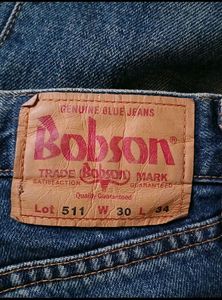 GENUINE BLUE JEANS
Bobson®
TRADE Bobson MARK
SATISFACTION GUARANTEED
Quality Guaranteed
Lot 511 W 30 L 34